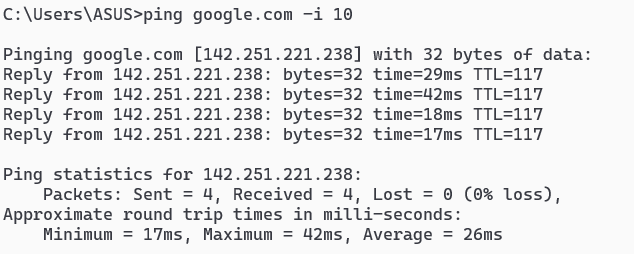 C:\Users\ASUS>ping google.com -i 10
Pinging google.com [142.251.221.238] with 32 bytes of data:
Reply from 142.251.221.238: bytes=32 time=29ms TTL=117
Reply from 142.251.221.238: bytes=32 time=42ms TTL=117
Reply from 142.251.221.238: bytes=32 time=18ms TTL=117
Reply from 142.251.221.238: bytes=32 time=17ms TTL=117
Ping statistics for 142.251.221.238:
Packets: Sent = 4, Received = 4, Lost = 0 (0% loss),
Approximate round trip times in milli-seconds:
Minimum = 17ms, Maximum = 42ms, Average = 26ms